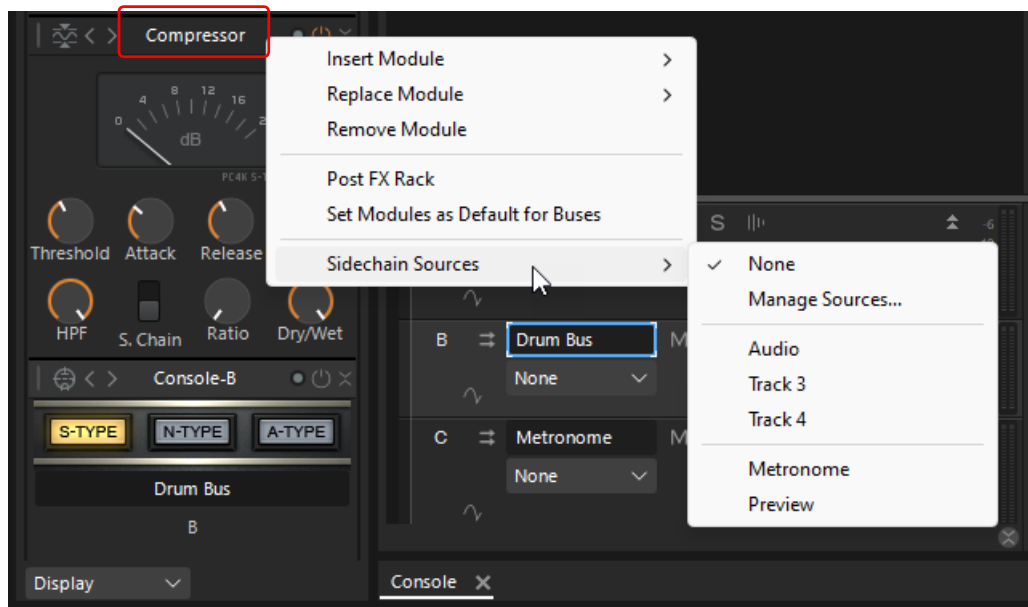 Compressor
4 8 12 16
0
dB
Threshold Attack Release
HPF S. Chain Ratio Dry/Wet
Console-B
S-TYPE N-TYPE A-TYPE
Drum Bus
B
Display
Insert Module
Replace Module
Remove Module
Post FX Rack
Set Modules as Default for Buses
Sidechain Sources
None
Manage Sources...
Audio
Track 3
Track 4
Metronome
Preview
S -6
B Drum Bus M
None
C Metronome M
None
Console